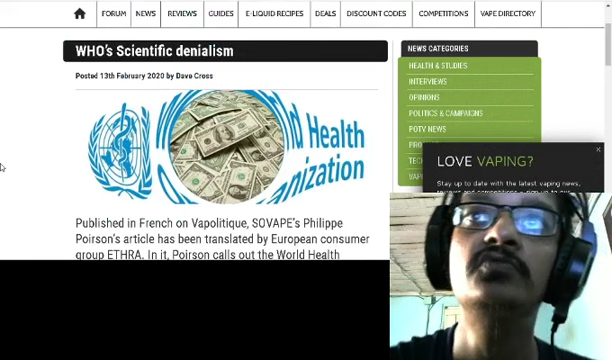 FORUM NEWS REVIEWS GUIDES E-LIQUID RECIPES DEALS DISCOUNT CODES COMPETITIONS VAPE DIRECTORY
WHO's Scientific denialism
Posted 13th February 2020 by Dave Cross
Health
Published in French on Vapolitique, SOVAPE's Philippe
Poirson's article has been translated by European consumer
group ETHRA. In it, Poirson calls out the World Health
NEWS CATEGORIES
HEALTH & STUDIES
INTERVIEWS
OPINIONS
POLITICS & CAMPAIGNS
POTV NEWS
LOVE VAPING?
Stay up to date with the latest vaping news,